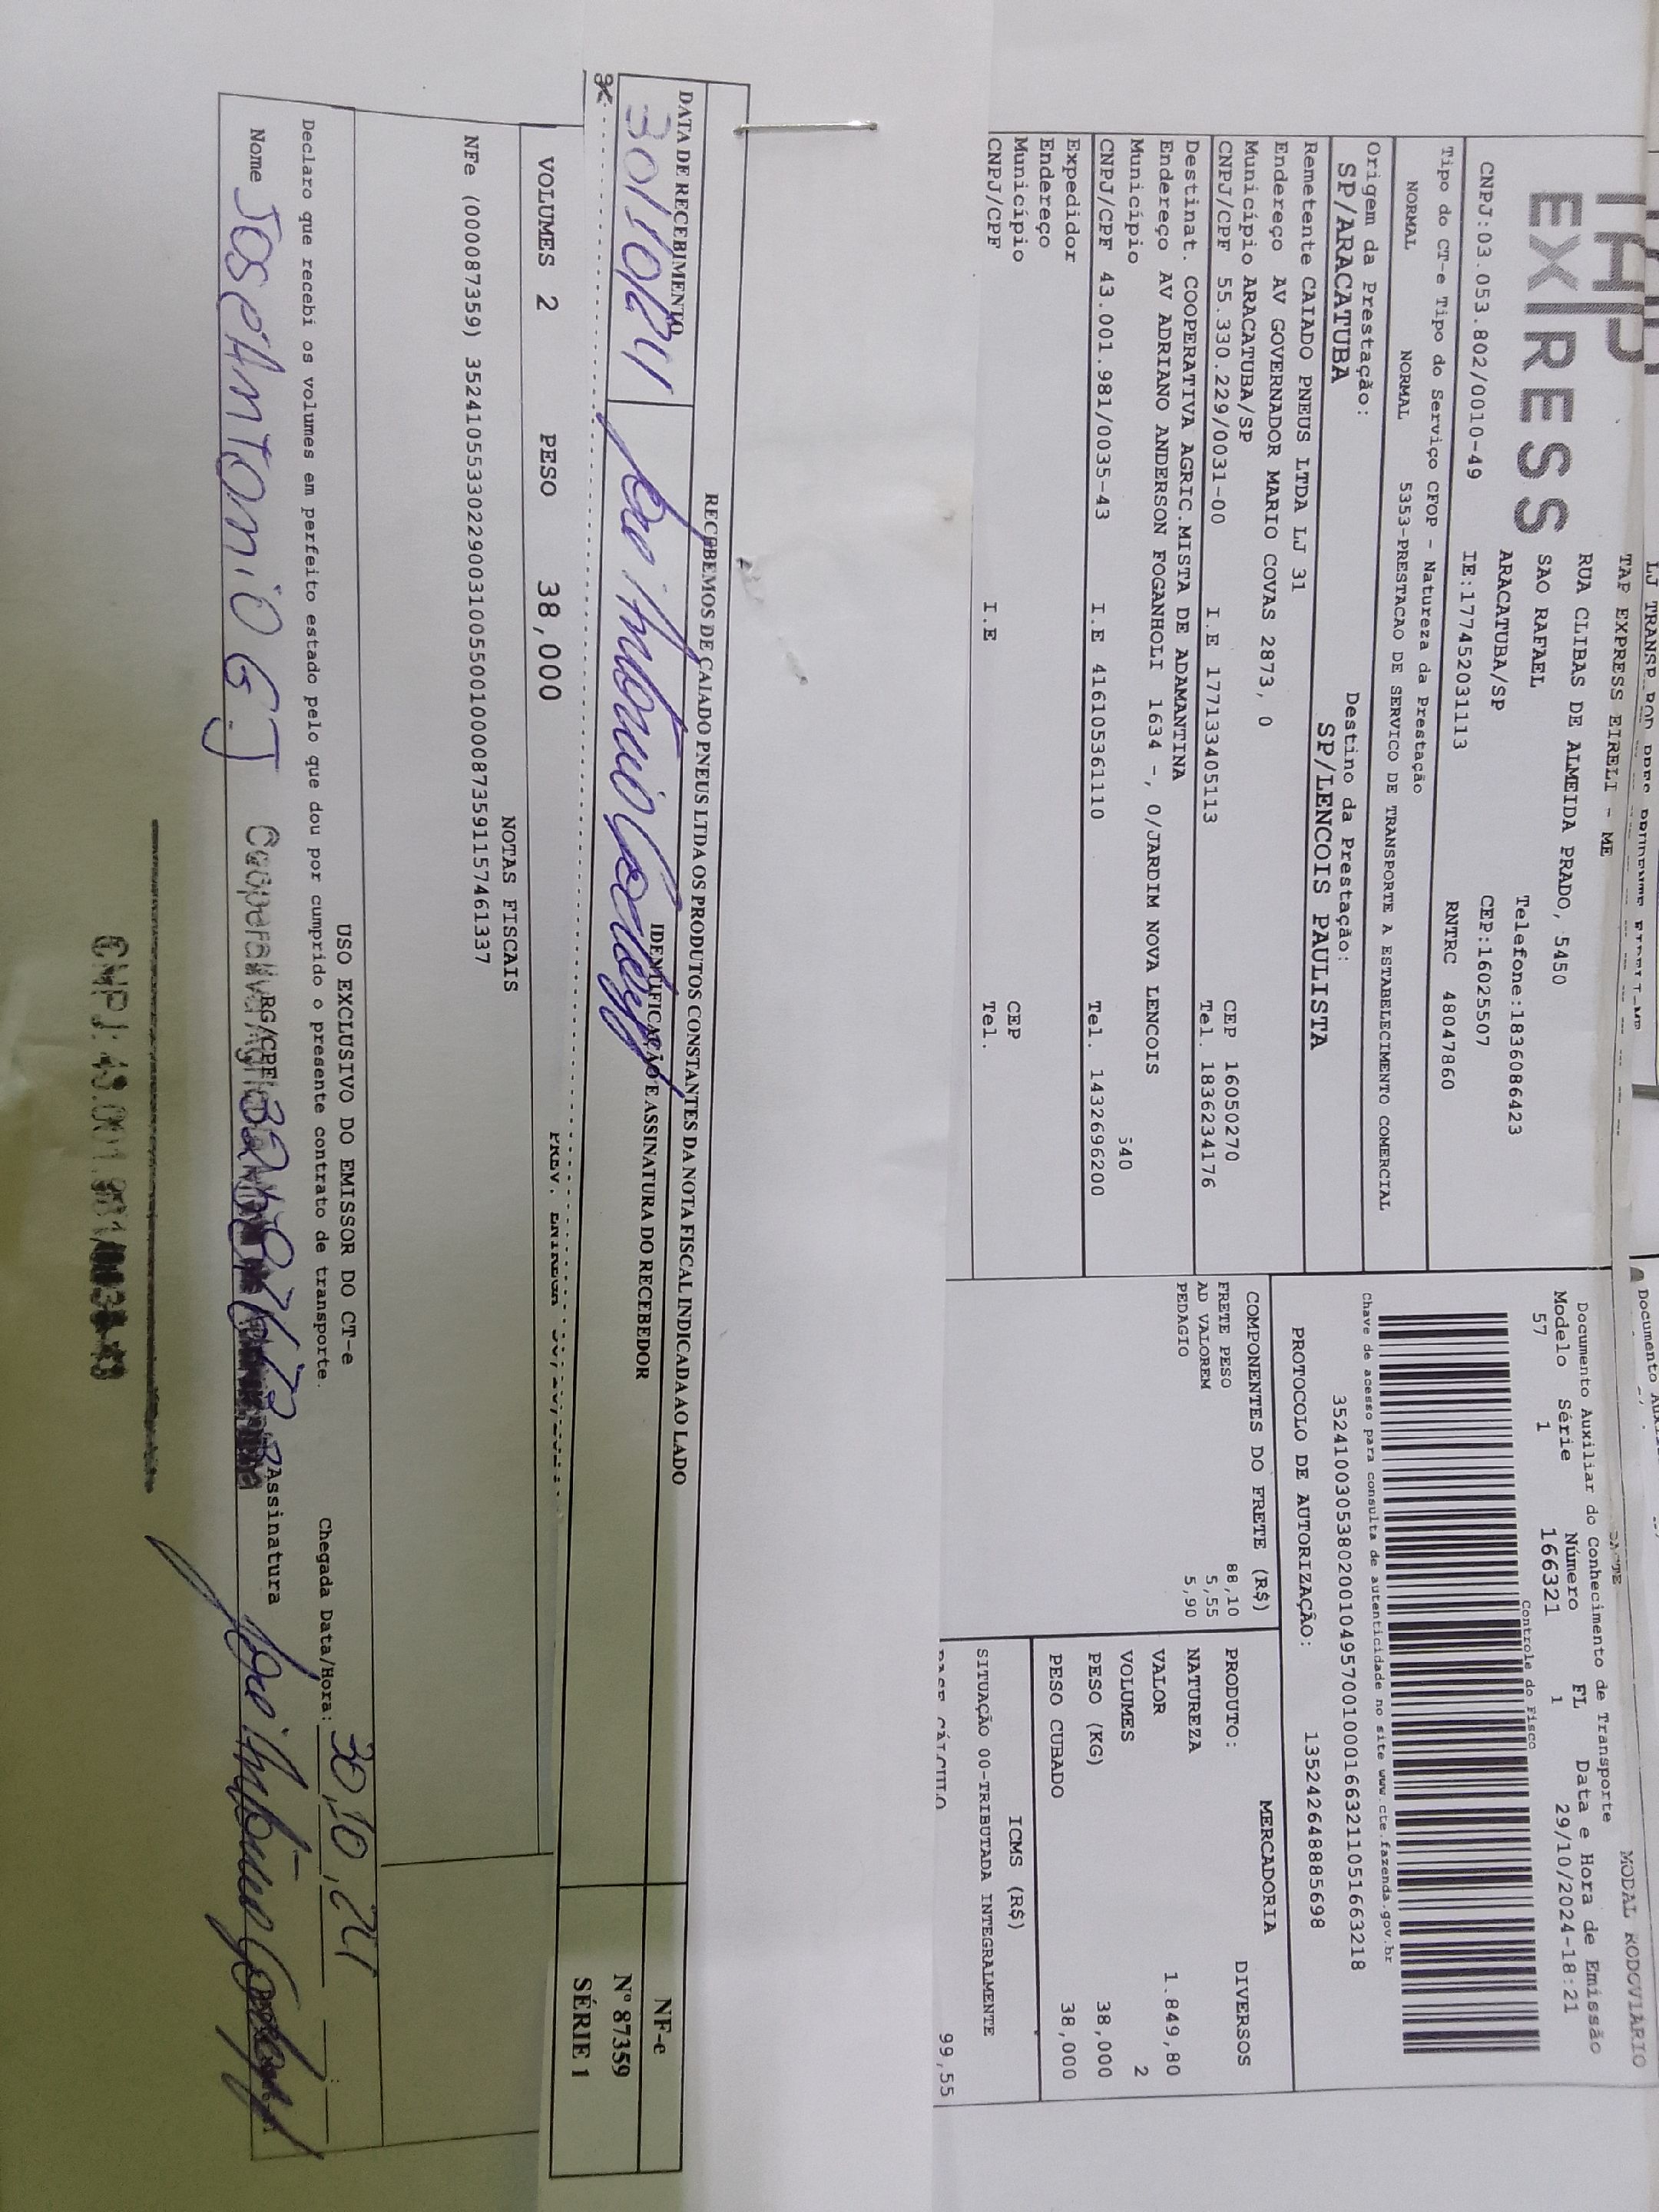 TAP EXPRESS EIRELI - ME
EXPRESS
RUA CLIBAS DE ALMEIDA PRADO, 5450
SAO RAFAEL
Telefone:1836086423
ARACATUBA/SP
CEP:16025507
CNPJ:03.053.802/0010-49
IE:177452031113
RNTRC 48047860
Tipo do CT-e Tipo do Serviço CFOP - Natureza da Prestação
NORMAL NORMAL 5353-PRESTACAO DE SERVICO DE TRANSPORTE A ESTABELECIMENTO COMERCIAL
Origem da Prestação: Destino da Prestação:
SP/ARACATUBA SP/LENCOIS PAULISTA
Remetente CAIADO PNEUS LTDA LJ 31
Endereço AV GOVERNADOR MARIO COVAS 2873, 0
Município ARACATUBA/SP CEP 16050270
CNPJ/CPF 55.330.229/0031-00 I.E 177133405113 Tel. 1836234176
Destinat. COOPERATIVA AGRIC.MISTA DE ADAMANTINA
Endereço AV ADRIANO ANDERSON FOGANHOLI 1634 -, 0/JARDIM NOVA LENCOIS
Município 540
CNPJ/CPF 43.001.981/0035-43 I.E 416105361110 Tel. 1432696200
Expedidor
Endereço
Município CEP
CNPJ/CPF I.E Tel.
MODAL RODOVIÁRIO
Documento Auxiliar do Conhecimento de Transporte
Modelo Série Número FL Data e Hora de Emissão
57 1 166321 1 29/10/2024-18:21
Controle do Fisco
Chave de acesso para consulta de autenticidade no site www.cte.fazenda.gov.br
35241003053802001049570010001663211051663218
PROTOCOLO DE AUTORIZAÇÃO: 135242648885698
COMPONENTES DO FRETE (R$)
FRETE PESO 88,10
AD VALOREM 5,55
PEDAGIO 5,90
MERCADORIA
PRODUTO: DIVERSOS
NATUREZA
VALOR 1.849,80
VOLUMES 2
PESO (KG) 38,000
PESO CUBADO 38,000
ICMS (R$)
SITUAÇÃO 00-TRIBUTADA INTEGRALMENTE
BASE CÁLCULO 99,55
RECEBEMOS DE CAIADO PNEUS LTDA OS PRODUTOS CONSTANTES DA NOTA FISCAL INDICADA AO LADO
DATA DE RECEBIMENTO
30/10/24
IDENTIFICAÇÃO E ASSINATURA DO RECEBEDOR
NF-e
Nº 87359
SÉRIE 1
VOLUMES 2 PESO 38,000
NOTAS FISCAIS
NFe (000087359) 35241055330229003100550010000873591157461337
USO EXCLUSIVO DO EMISSOR DO CT-e
Declaro que recebi os volumes em perfeito estado pelo que dou por cumprido o presente contrato de transporte.
Chegada Data/Hora: 30,10,24
Nome JOSE ANTONIO G.J RG/CPF Assinatura
CNPJ: 43.001.981/0035-43